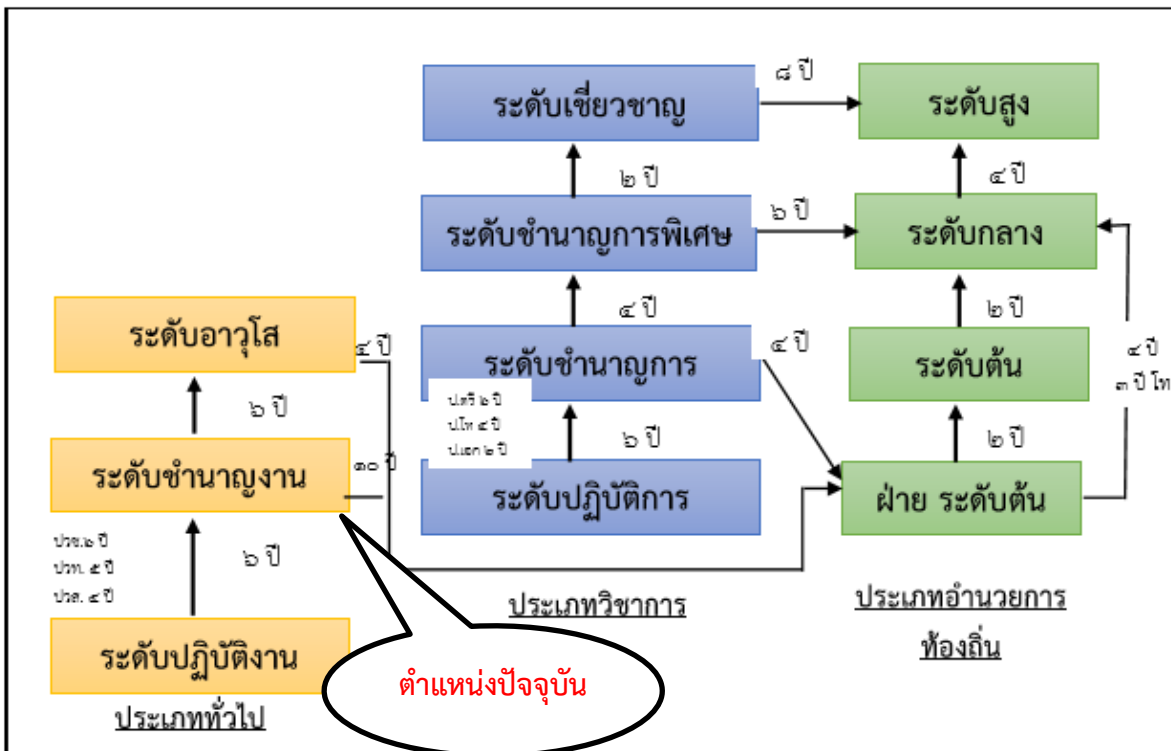 ๘ ปี
ระดับเชี่ยวชาญ
ระดับสูง
๒ ปี
๔ ปี
๖ ปี
ระดับชำนาญการพิเศษ
ระดับกลาง
๔ ปี
๒ ปี
ระดับอาวุโส
๔ ปี
๔ ปี
ระดับชำนาญการ
ระดับต้น
๔ ปี
๓ ปี โท
ป.ตรี ๖ ปี
ป.โท ๔ ปี
ป.เอก ๒ ปี
๖ ปี
๖ ปี
๒ ปี
ระดับชำนาญงาน
๑๐ ปี
ระดับปฏิบัติการ
ฝ่าย ระดับต้น
ปวช.๖ ปี
ปวท. ๕ ปี
ปวส. ๔ ปี
๖ ปี
ประเภทวิชาการ
ประเภทอำนวยการ
ท้องถิ่น
ระดับปฏิบัติงาน
ตำแหน่งปัจจุบัน
ประเภททั่วไป